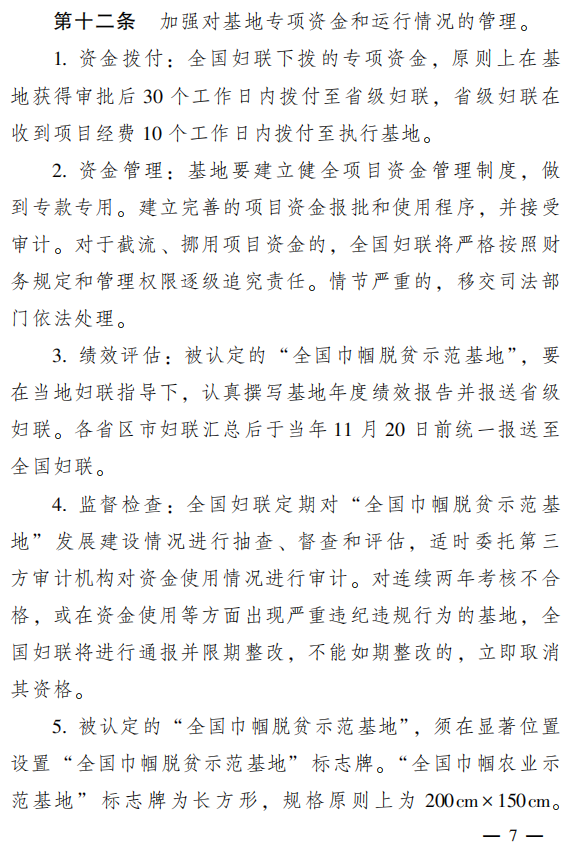 第十二条 加强对基地专项资金和运行情况的管理。
1. 资金拨付：全国妇联下拨的专项资金，原则上在基
地获得审批后 30 个工作日内拨付至省级妇联，省级妇联在
收到项目经费 10 个工作日内拨付至执行基地。
2. 资金管理：基地要建立健全项目资金管理制度，做
到专款专用。建立完善的项目资金报批和使用程序，并接受
审计。对于截流、挪用项目资金的，全国妇联将严格按照财
务规定和管理权限逐级追究责任。情节严重的，移交司法部
门依法处理。
3. 绩效评估：被认定的“全国巾帼脱贫示范基地”，要
在当地妇联指导下，认真撰写基地年度绩效报告并报送省级
妇联。各省区市妇联汇总后于当年 11 月 20 日前统一报送至
全国妇联。
4. 监督检查：全国妇联定期对“全国巾帼脱贫示范基
地”发展建设情况进行抽查、督查和评估，适时委托第三
方审计机构对资金使用情况进行审计。对连续两年考核不合
格，或在资金使用等方面出现严重违纪违规行为的基地，全
国妇联将进行通报并限期整改，不能如期整改的，立即取消
其资格。
5. 被认定的“全国巾帼脱贫示范基地”，须在显著位置
设置“全国巾帼脱贫示范基地”标志牌。“全国巾帼农业示
范基地”标志牌为长方形，规格原则上为 200cm×150cm。
— 7 —